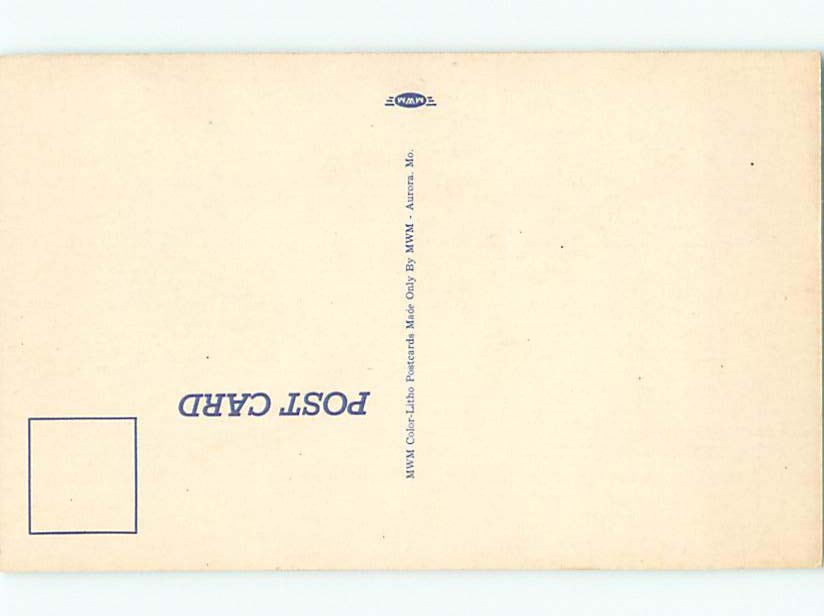 POST CARD
MWM Color-Litho Postcards Made Only By MWM - Aurora. Mo.
MWM